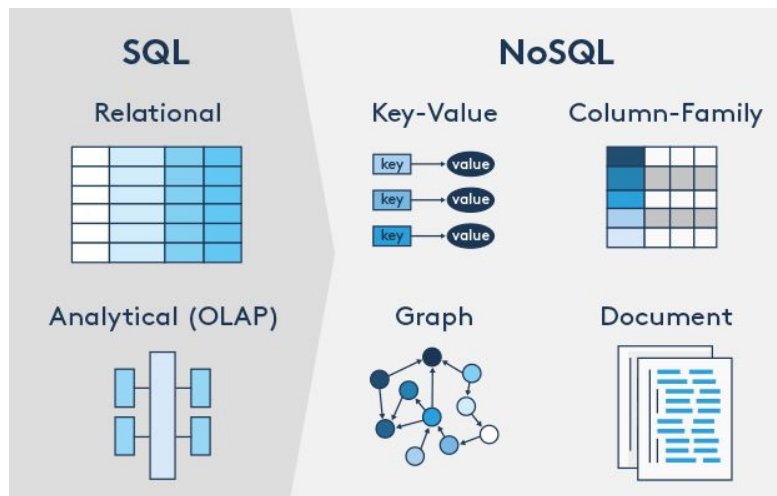 SQL
NoSQL
Relational
Key-Value
Column-Family
key
value
key
value
key
value
Analytical (OLAP)
Graph
Document